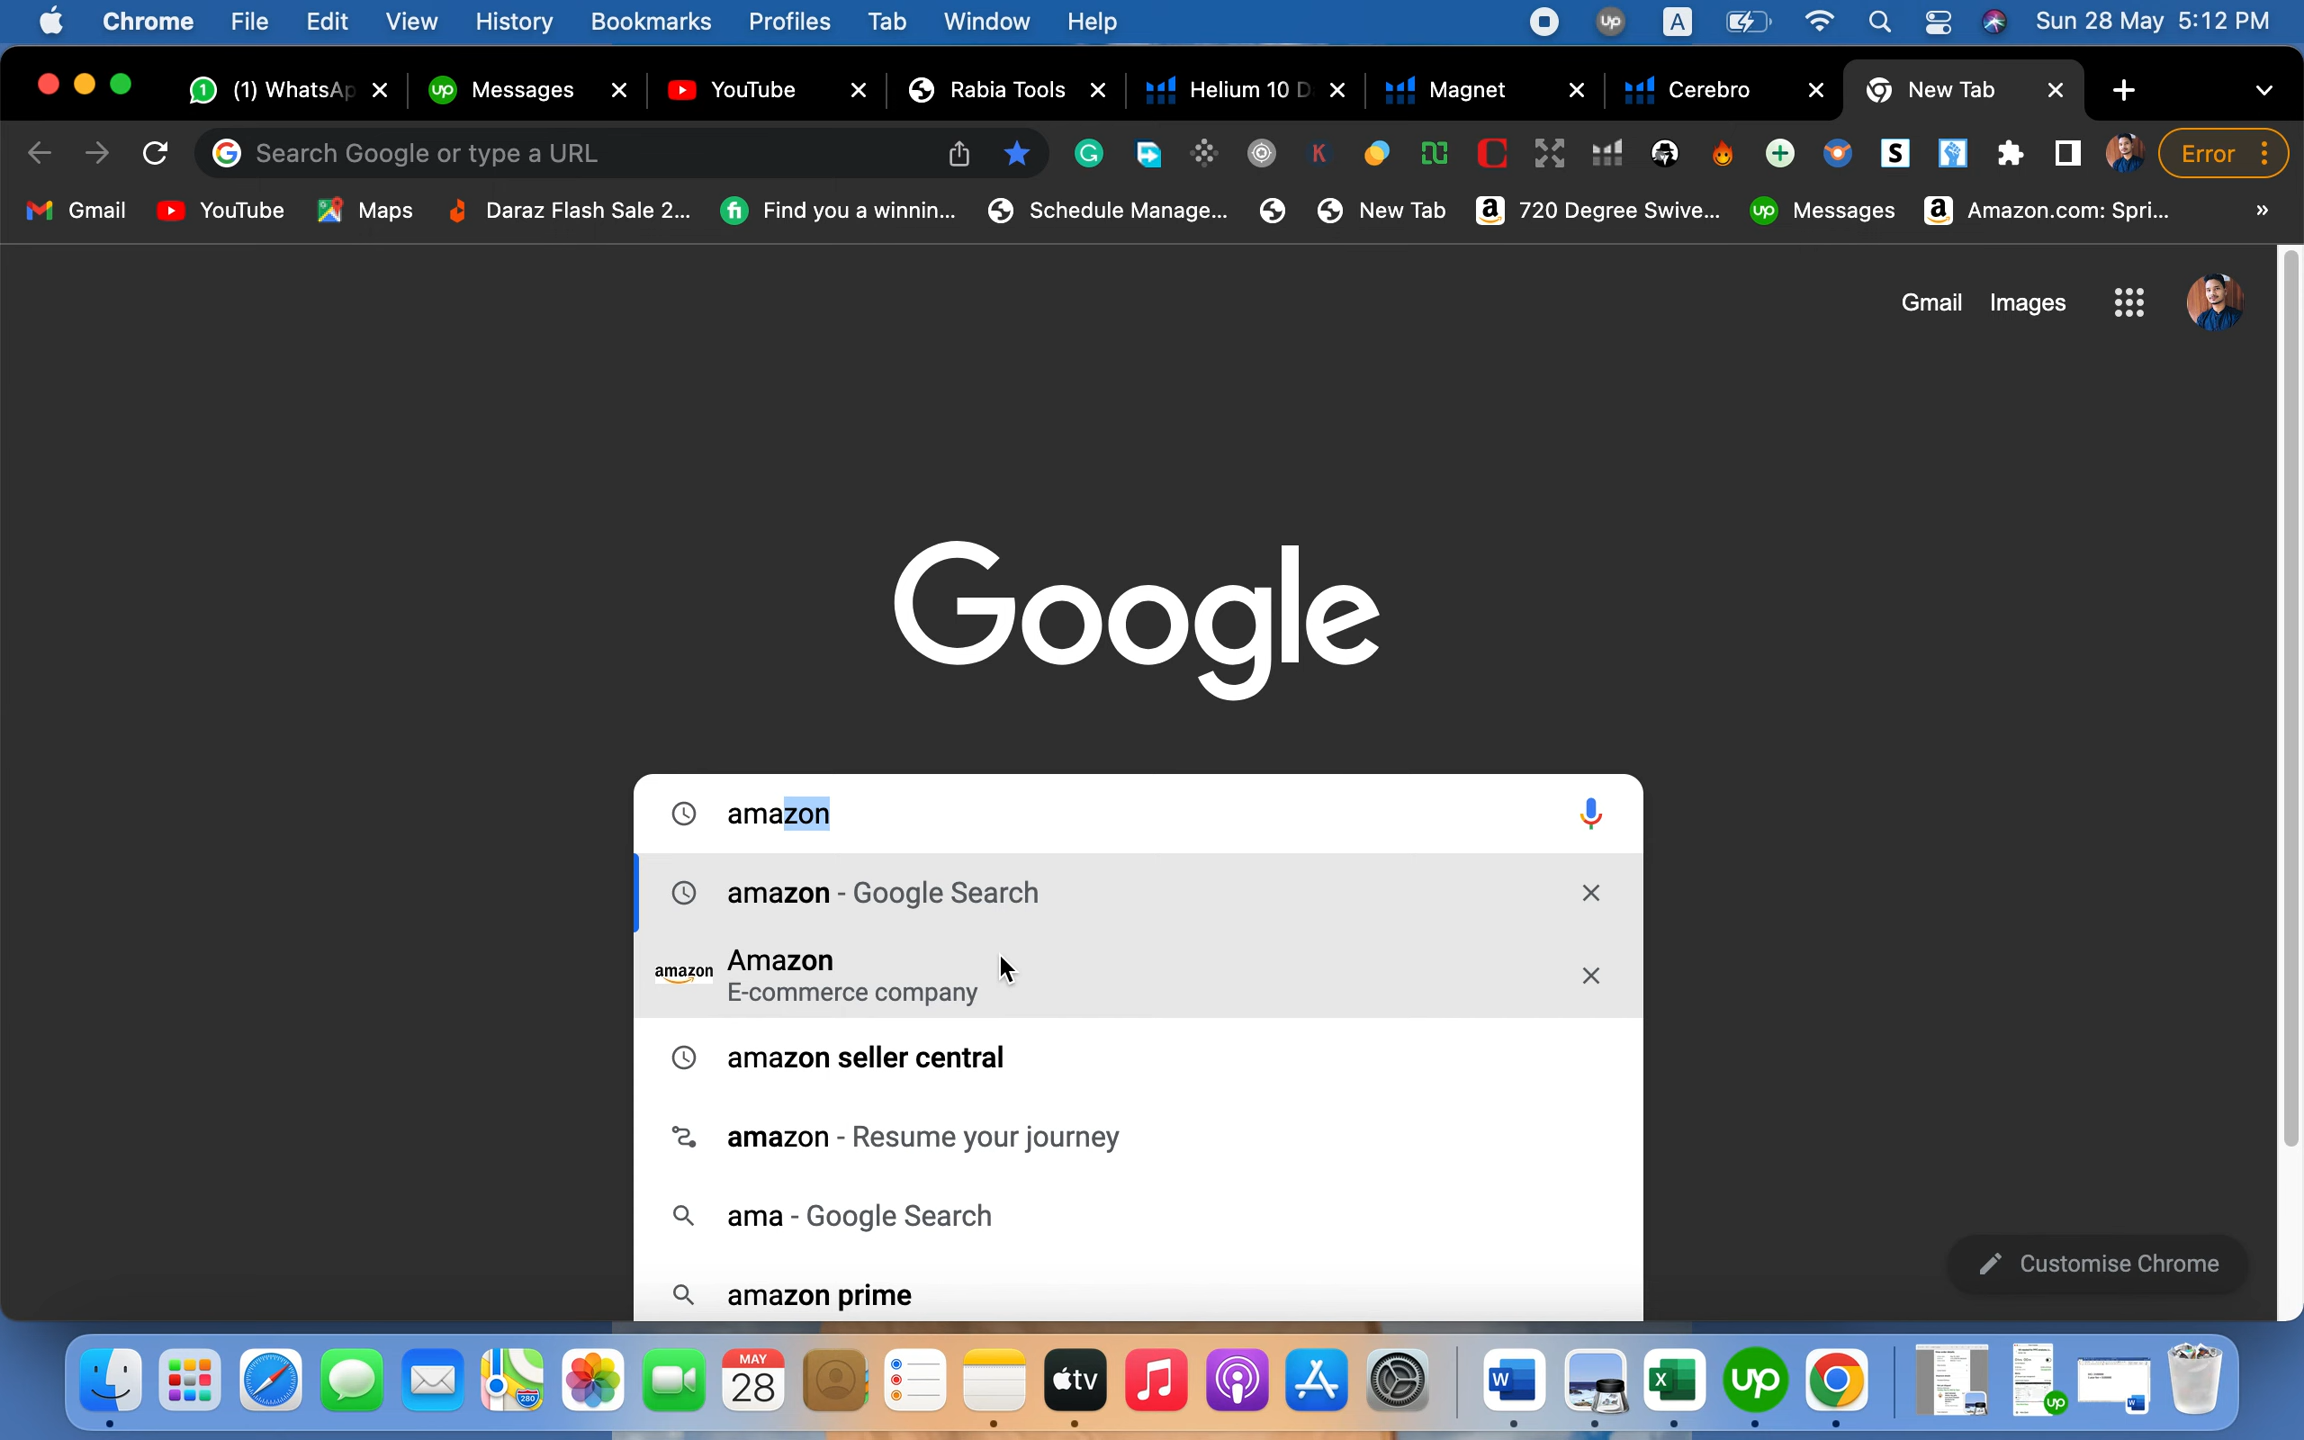 Chrome File Edit View History Bookmarks Profiles Tab Window Help A Sun 28 May 5:12 PM
(1) WhatsAp Messages YouTube Rabia Tools Helium 10 D Magnet Cerebro New Tab
Search Google or type a URL Error
Gmail YouTube Maps Daraz Flash Sale 2... Find you a winnin... Schedule Manage... New Tab 720 Degree Swive... Messages Amazon.com: Spri... »
Gmail Images
Google
amazon
amazon - Google Search
amazon
Amazon
E-commerce company
amazon seller central
amazon - Resume your journey
ama - Google Search
amazon prime
Customise Chrome
MAY
28
280
tv
W
X
up